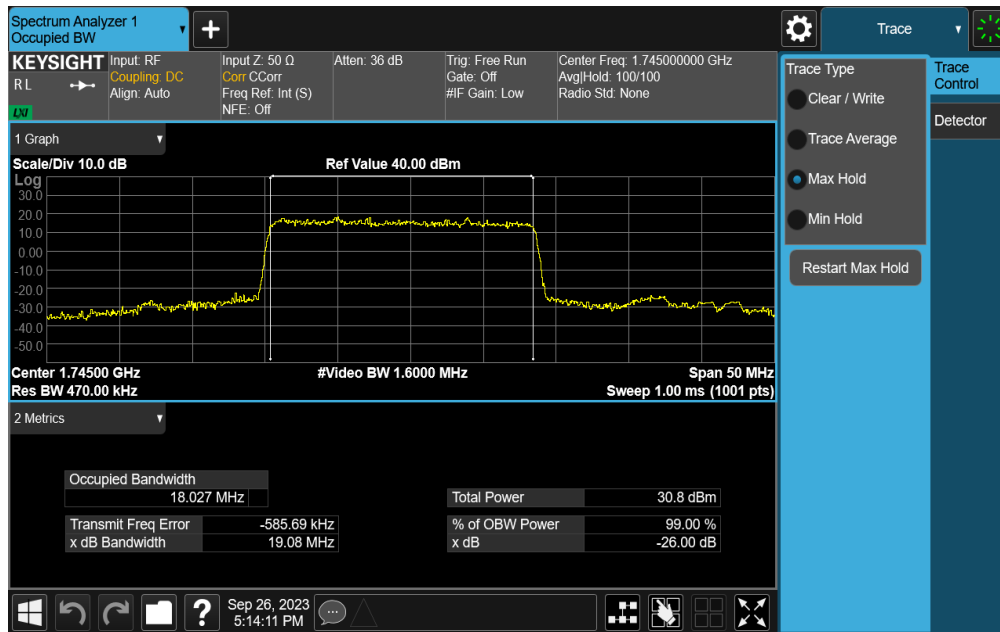 Spectrum Analyzer 1
Occupied BW
+
Trace
KEYSIGHT
R L
LXI
Input: RF
Coupling: DC
Align: Auto
Input Z: 50 Ω
Corr CCorr
Freq Ref: Int (S)
NFE: Off
Atten: 36 dB
Trig: Free Run
Gate: Off
#IF Gain: Low
Center Freq: 1.745000000 GHz
Avg|Hold: 100/100
Radio Std: None
Trace Type
Clear / Write
Trace Average
Max Hold
Min Hold
Restart Max Hold
Trace
Control
Detector
1 Graph
Scale/Div 10.0 dB
Ref Value 40.00 dBm
Log
30.0
20.0
10.0
0.00
-10.0
-20.0
-30.0
-40.0
-50.0
Center 1.74500 GHz
#Video BW 1.6000 MHz
Span 50 MHz
Res BW 470.00 kHz
Sweep 1.00 ms (1001 pts)
2 Metrics
Occupied Bandwidth
18.027 MHz
Total Power 30.8 dBm
Transmit Freq Error -585.69 kHz
% of OBW Power 99.00 %
x dB Bandwidth 19.08 MHz
x dB -26.00 dB
?
Sep 26, 2023
5:14:11 PM